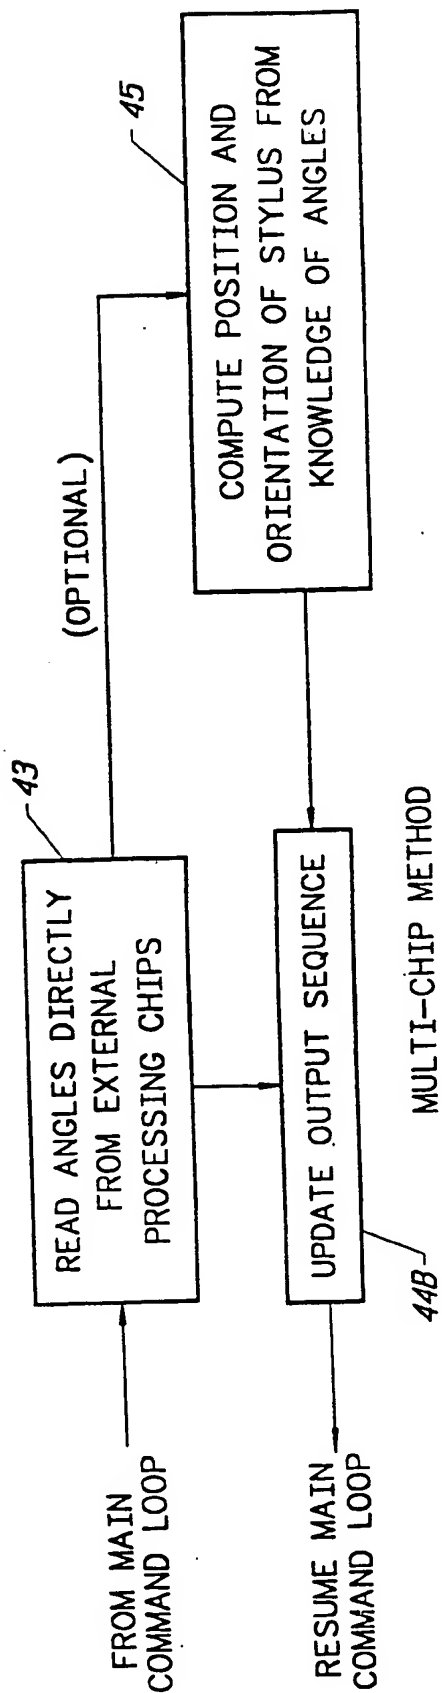 FROM MAIN
COMMAND LOOP
READ ANGLES DIRECTLY
FROM EXTERNAL
PROCESSING CHIPS
43
(OPTIONAL)
45
COMPUTE POSITION AND
ORIENTATION OF STYLUS FROM
KNOWLEDGE OF ANGLES
RESUME MAIN
COMMAND LOOP
UPDATE OUTPUT SEQUENCE
44B
MULTI-CHIP METHOD